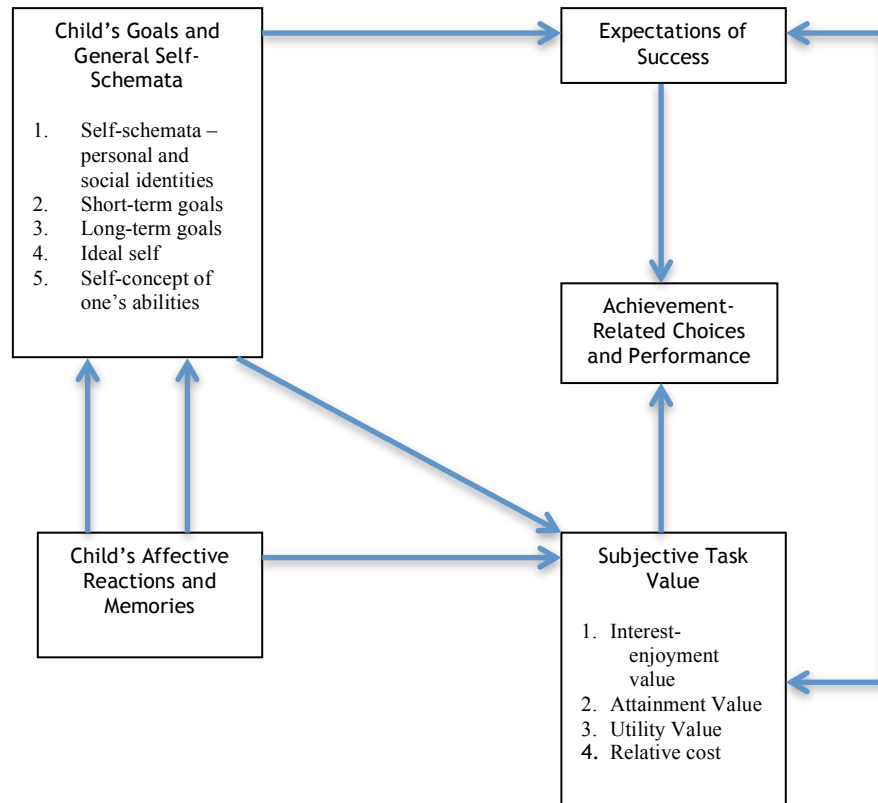 Child’s Goals and
General Self-
Schemata
1. Self-schemata –
personal and
social identities
2. Short-term goals
3. Long-term goals
4. Ideal self
5. Self-concept of
one’s abilities
Expectations of
Success
Achievement-
Related Choices
and Performance
Child’s Affective
Reactions and
Memories
Subjective Task
Value
1. Interest-
enjoyment
value
2. Attainment Value
3. Utility Value
4. Relative cost